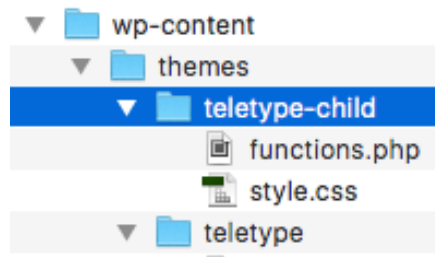 wp-content
themes
teletype-child
functions.php
style.css
teletype